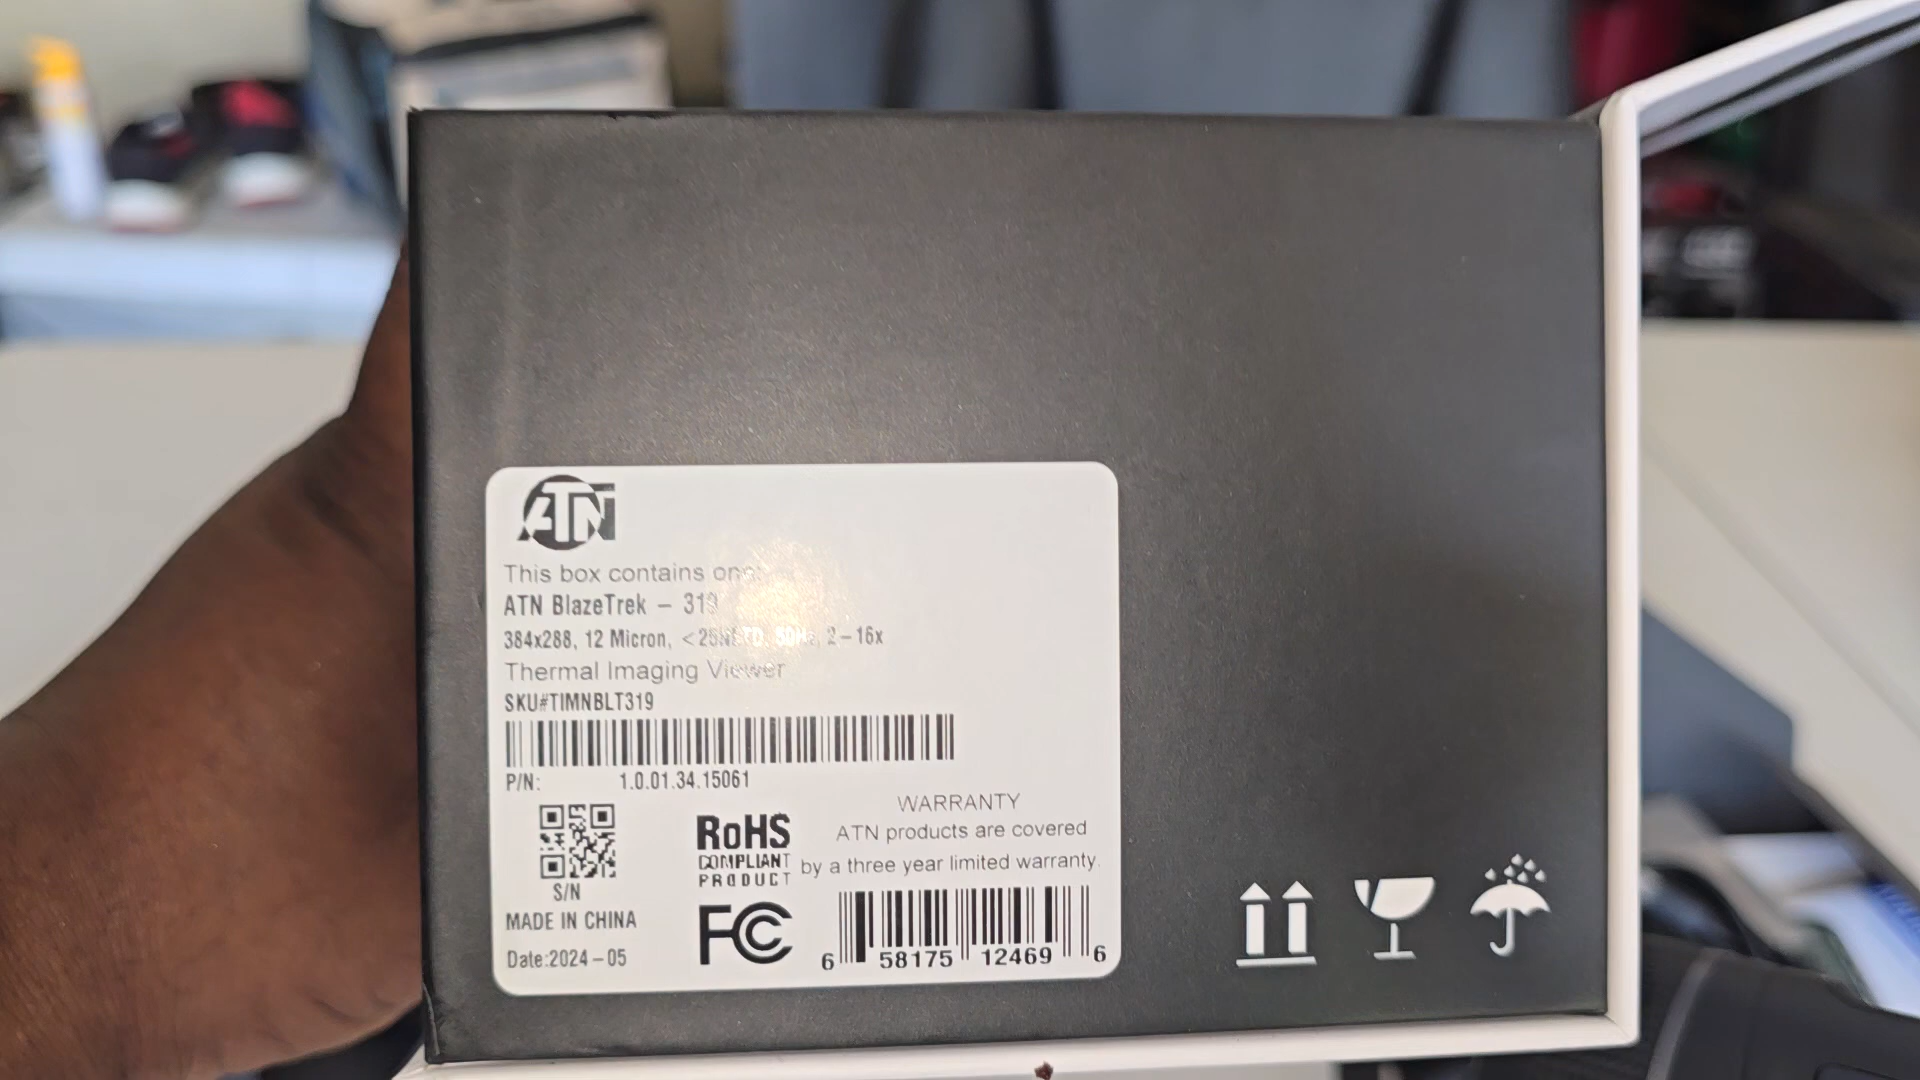 ATN
This box contains one:
ATN BlazeTrek – 319
384x288, 12 Micron, <25NETD, 50Hz, 2–16x
Thermal Imaging Viewer
SKU#TIMNBLT319
P/N: 1.0.01.34.15061
S/N
MADE IN CHINA
Date:2024–05
RoHS
COMPLIANT
PRODUCT
FC
WARRANTY
ATN products are covered
by a three year limited warranty.
6 58175 12469 6